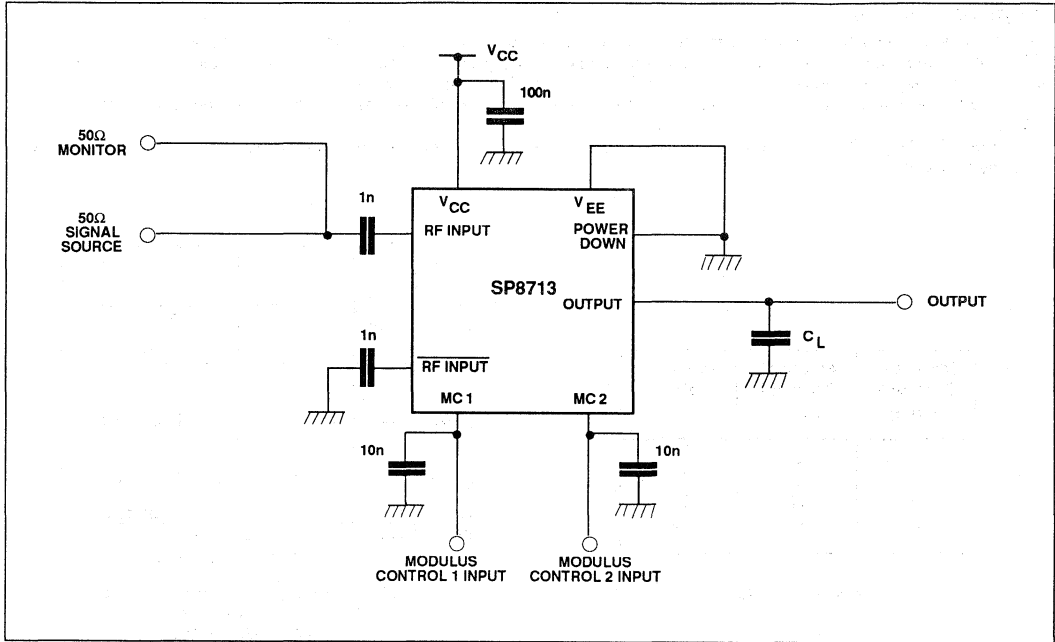 V CC
100n
50Ω
MONITOR
1n
50Ω
SIGNAL
SOURCE
V CC
V EE
RF INPUT
POWER
DOWN
SP8713
OUTPUT
OUTPUT
C L
1n
RF INPUT
MC 1
MC 2
10n
10n
MODULUS
CONTROL 1 INPUT
MODULUS
CONTROL 2 INPUT